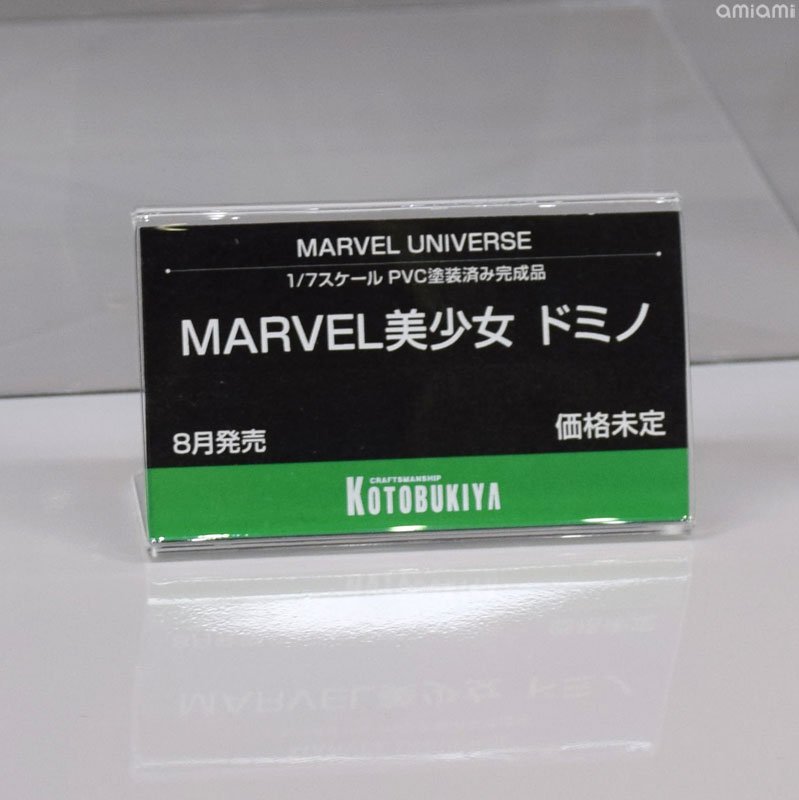 amiami
MARVEL UNIVERSE
1/7スケール PVC塗装済み完成品
MARVEL美少女 ドミノ
8月発売
価格未定
CRAFTSMANSHIP
KOTOBUKIYA